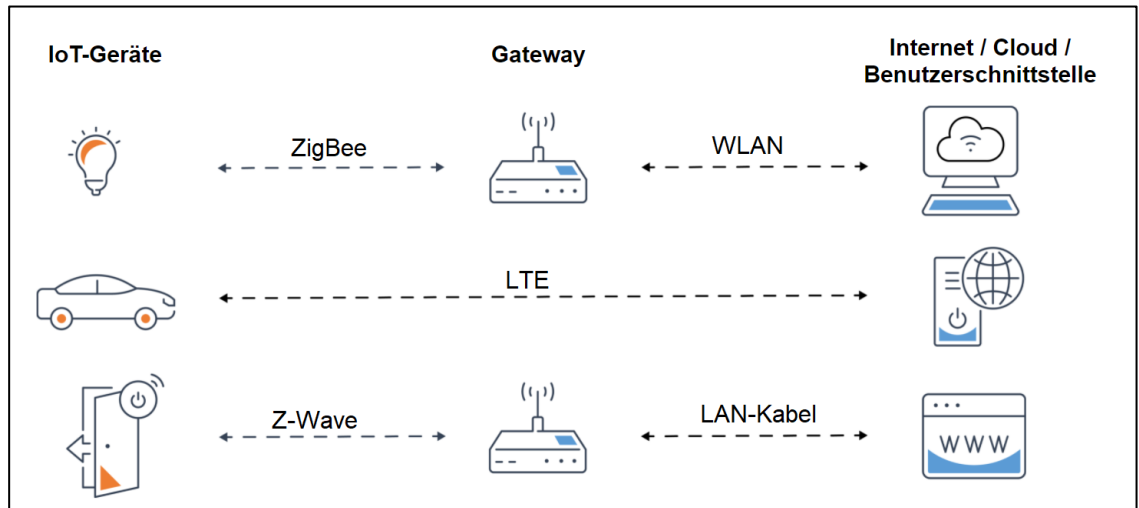 IoT-Geräte
Gateway
Internet / Cloud /
Benutzerschnittstelle
ZigBee
WLAN
LTE
Z-Wave
LAN-Kabel
WWW